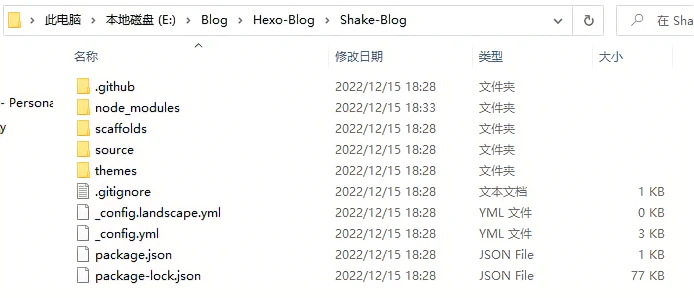 此电脑 > 本地磁盘 (E:) > Blog > Hexo-Blog > Shake-Blog
在 Sha
名称 修改日期 类型 大小
.github 2022/12/15 18:28 文件夹
node_modules 2022/12/15 18:33 文件夹
scaffolds 2022/12/15 18:28 文件夹
source 2022/12/15 18:28 文件夹
themes 2022/12/15 18:28 文件夹
.gitignore 2022/12/15 18:28 文本文档 1 KB
_config.landscape.yml 2022/12/15 18:28 YML 文件 0 KB
_config.yml 2022/12/15 18:28 YML 文件 3 KB
package.json 2022/12/15 18:28 JSON File 1 KB
package-lock.json 2022/12/15 18:28 JSON File 77 KB
- Persona
y